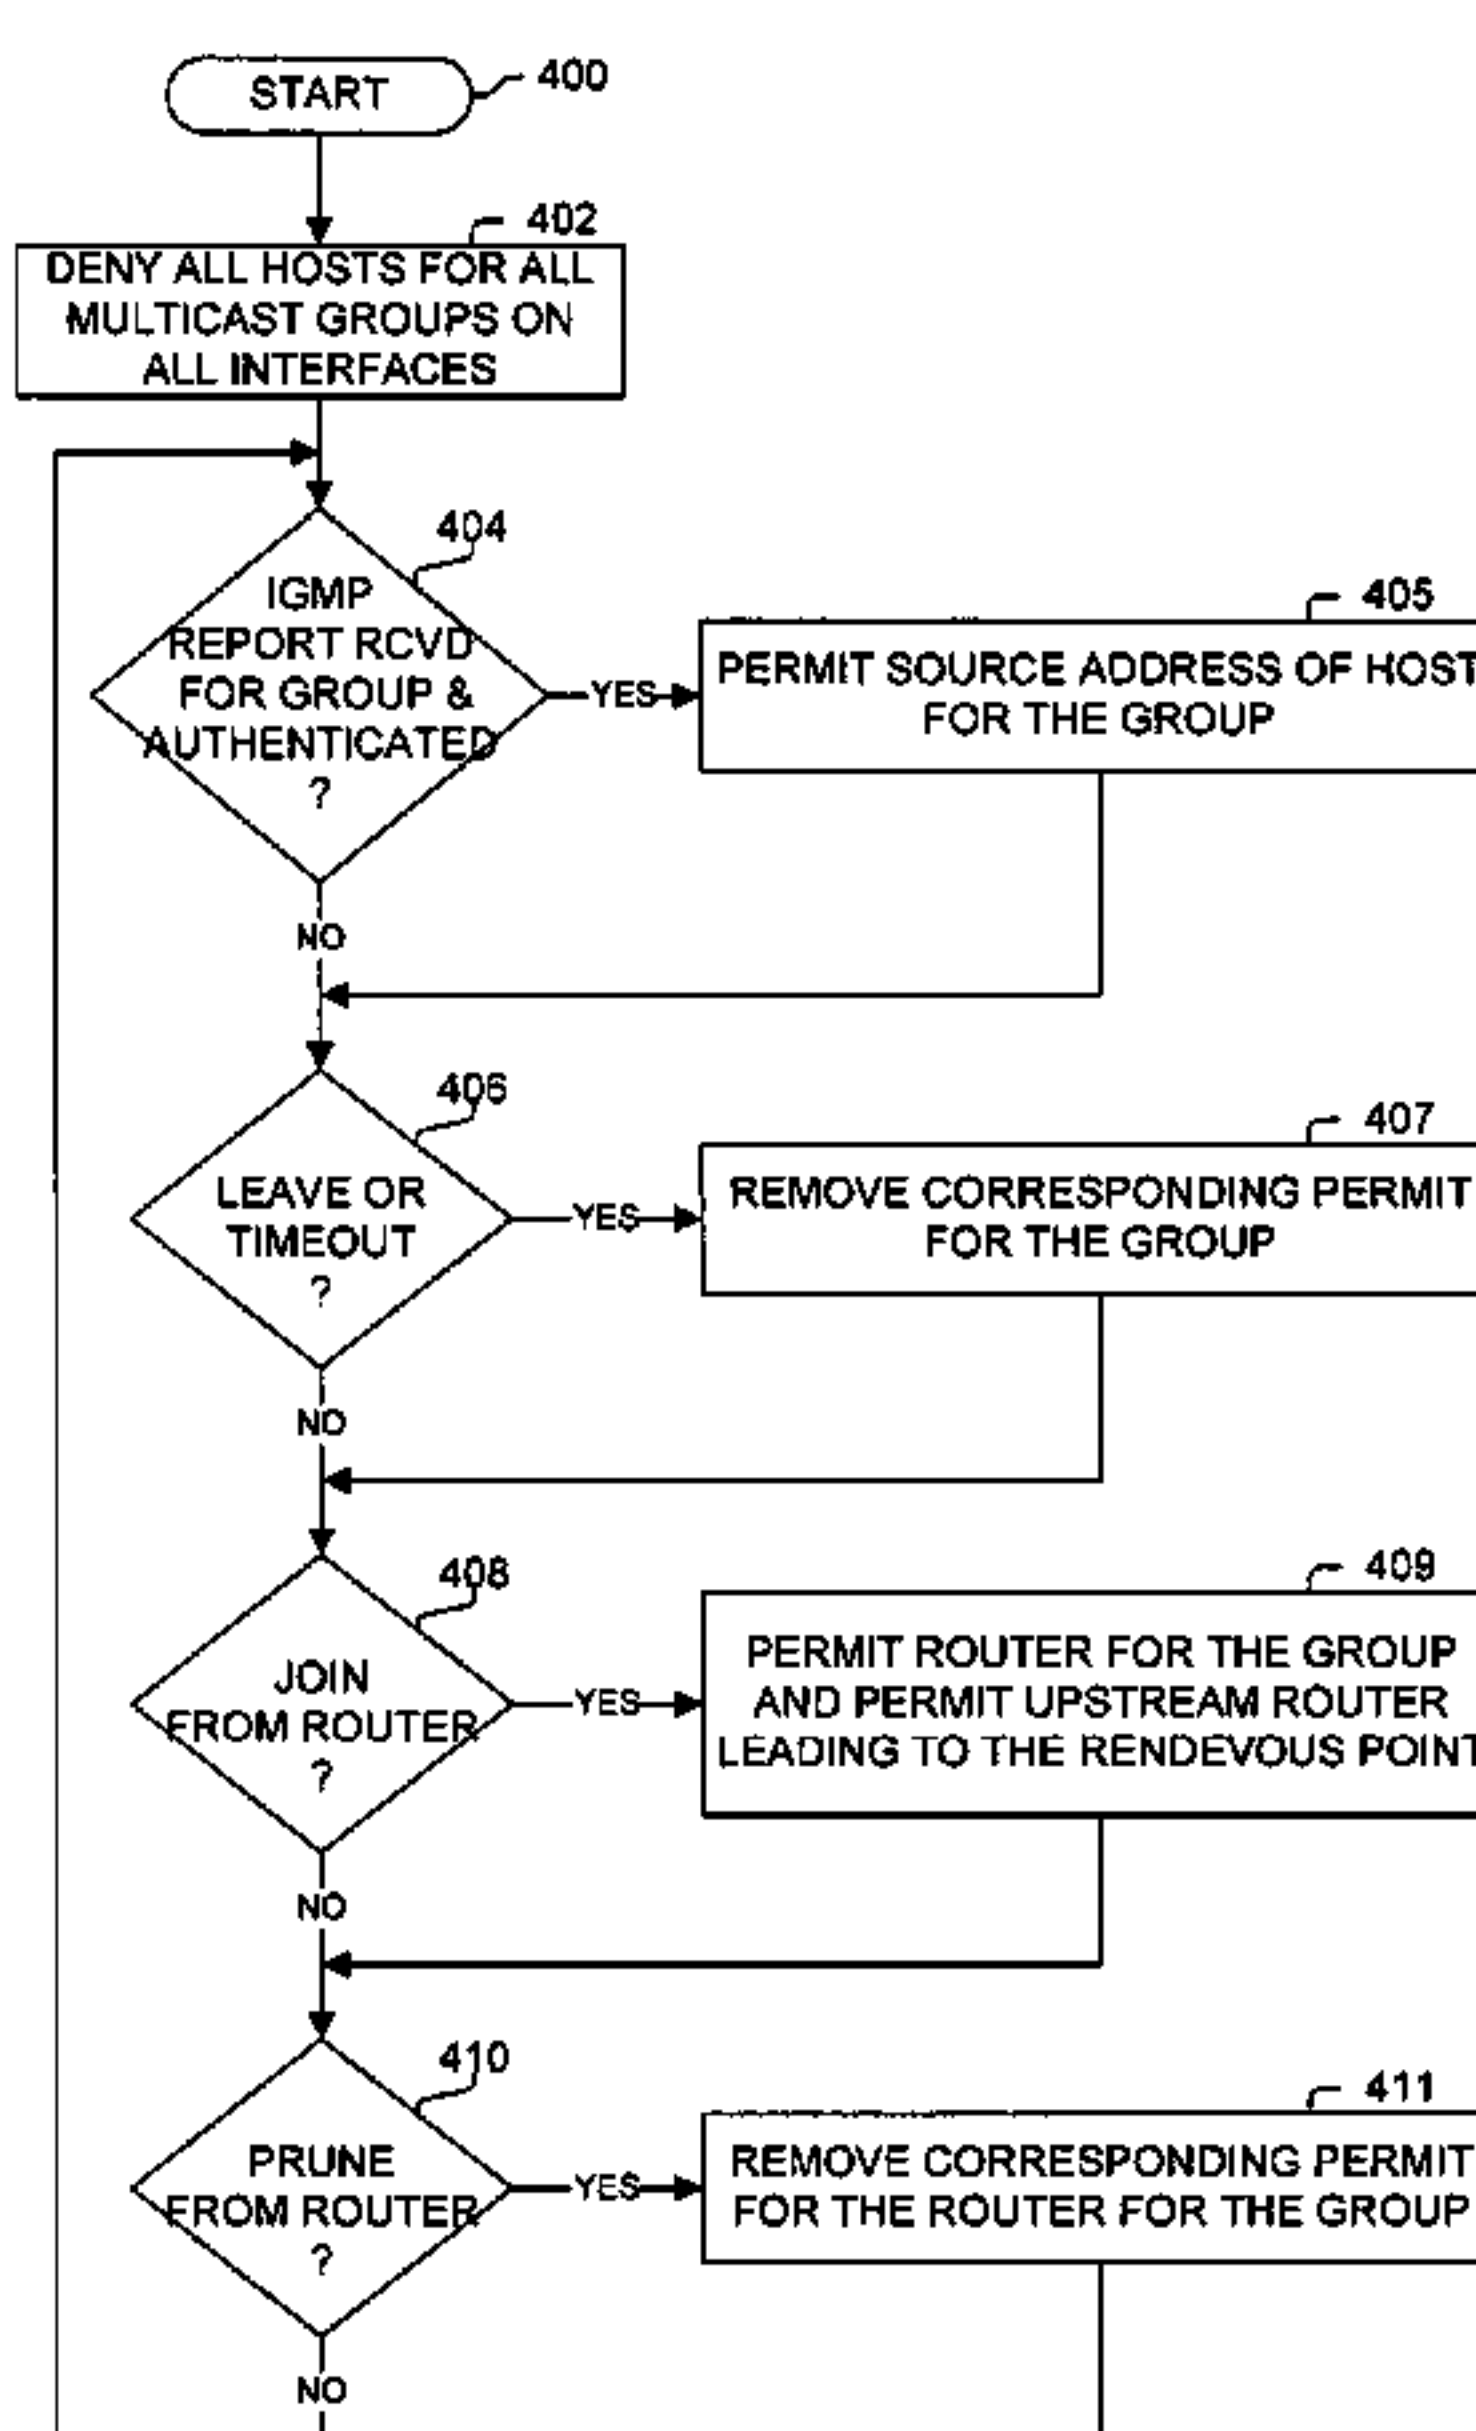 START
400
402
DENY ALL HOSTS FOR ALL
MULTICAST GROUPS ON
ALL INTERFACES
404
IGMP
REPORT RCVD
FOR GROUP &
AUTHENTICATED
?
YES
405
PERMIT SOURCE ADDRESS OF HOST
FOR THE GROUP
NO
406
LEAVE OR
TIMEOUT
?
YES
407
REMOVE CORRESPONDING PERMIT
FOR THE GROUP
NO
408
JOIN
FROM ROUTER
?
YES
409
PERMIT ROUTER FOR THE GROUP
AND PERMIT UPSTREAM ROUTER
LEADING TO THE RENDEVOUS POINT
NO
410
PRUNE
FROM ROUTER
?
YES
411
REMOVE CORRESPONDING PERMIT
FOR THE ROUTER FOR THE GROUP
NO